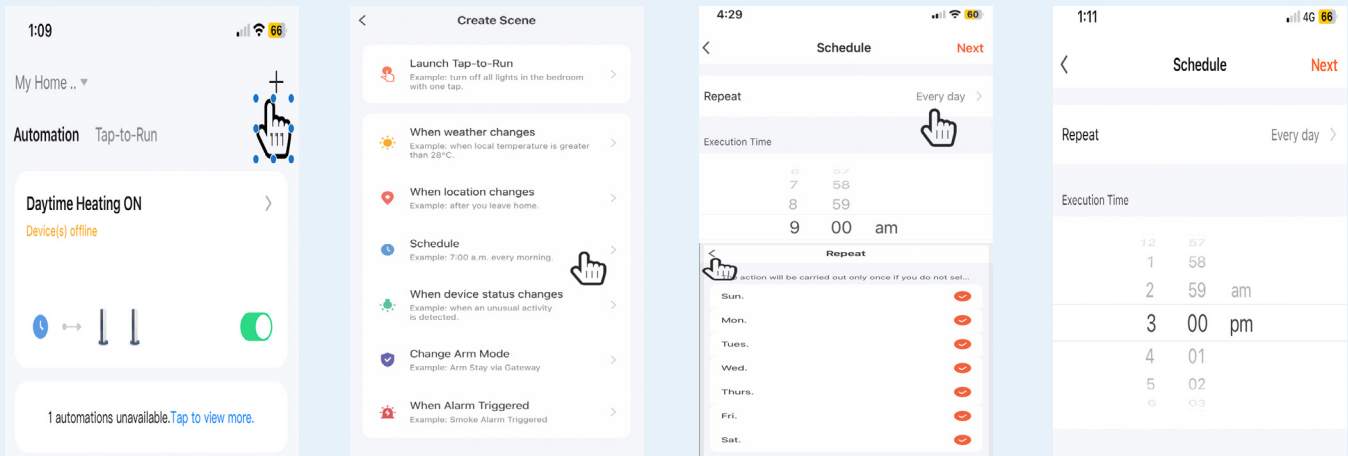 1:09
66
My Home ..
Automation Tap-to-Run
Daytime Heating ON
Device(s) offline
1 automations unavailable.Tap to view more.
Create Scene
Launch Tap-to-Run
Example: turn off all lights in the bedroom
with one tap.
When weather changes
Example: when local temperature is greater
than 28°C.
When location changes
Example: after you leave home.
Schedule
Example: 7:00 a.m. every morning.
When device status changes
Example: when an unusual activity
is detected.
Change Arm Mode
Example: Arm Stay via Gateway
When Alarm Triggered
Example: Smoke Alarm Triggered
4:29
60
Schedule Next
Repeat Every day
Execution Time
6 57
7 58
8 59
9 00 am
Repeat
The action will be carried out only once if you do not sel...
Sun.
Mon.
Tues.
Wed.
Thurs.
Fri.
Sat.
1:11
4G 66
Schedule Next
Repeat Every day
Execution Time
12 57
1 58
2 59 am
3 00 pm
4 01
5 02
6 03